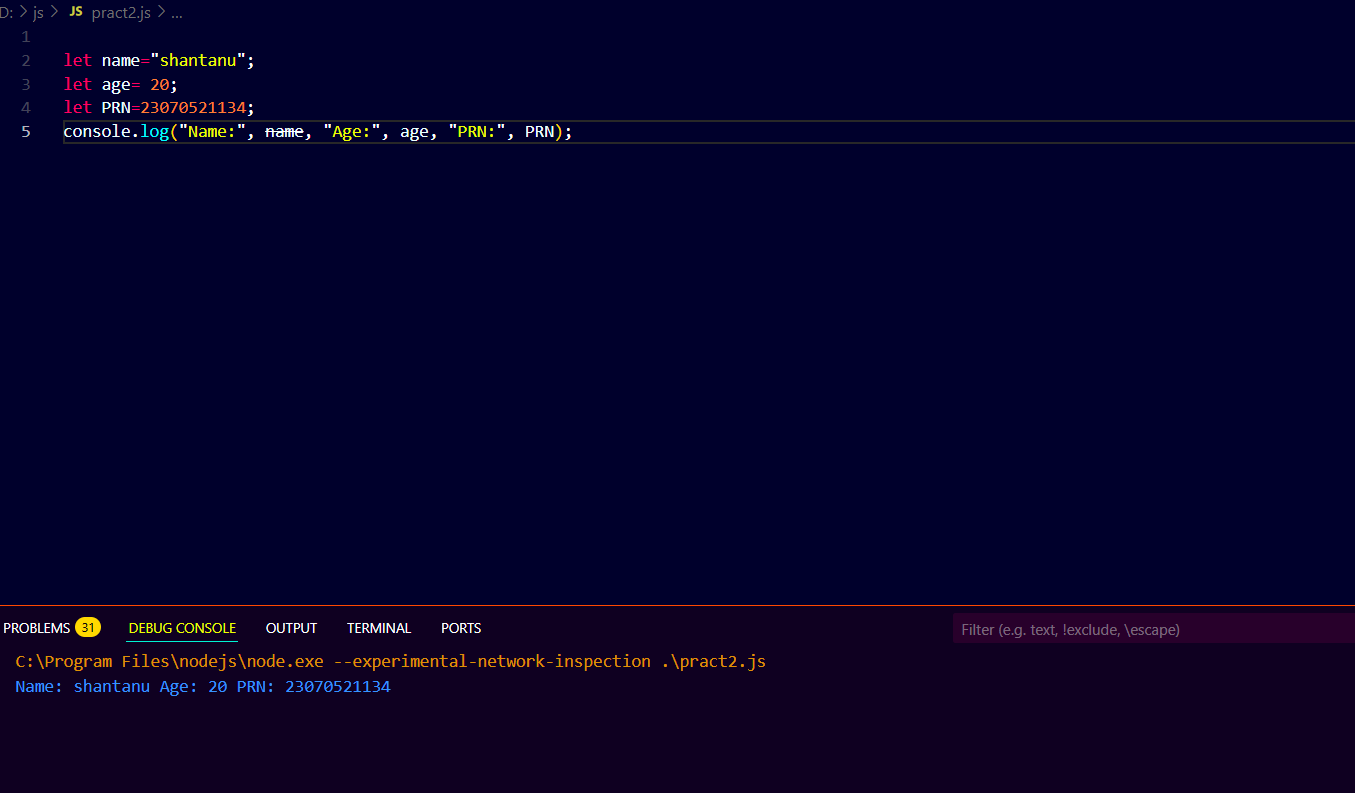 D: > js > JS pract2.js > ...
1
2 let name="shantanu";
3 let age= 20;
4 let PRN=23070521134;
5 console.log("Name:", name, "Age:", age, "PRN:", PRN);
PROBLEMS 31 DEBUG CONSOLE OUTPUT TERMINAL PORTS Filter (e.g. text, !exclude, \escape)
C:\Program Files\nodejs\node.exe --experimental-network-inspection .\pract2.js
Name: shantanu Age: 20 PRN: 23070521134